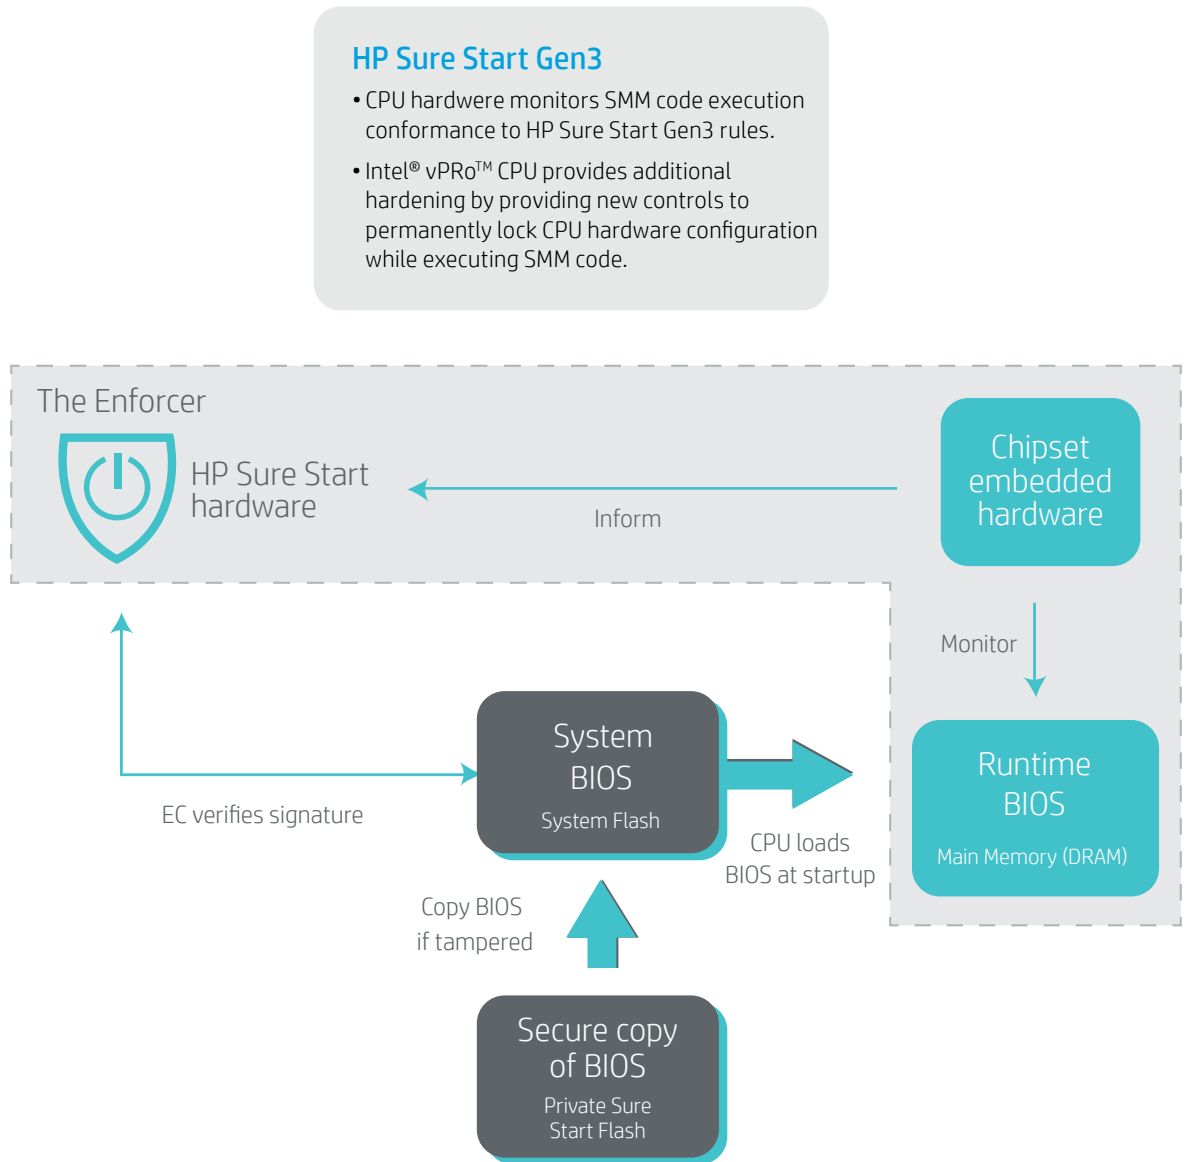 HP Sure Start Gen3
• CPU hardwere monitors SMM code execution
conformance to HP Sure Start Gen3 rules.
• Intel® vPRo™ CPU provides additional
hardening by providing new controls to
permanently lock CPU hardware configuration
while executing SMM code.
The Enforcer
HP Sure Start
hardware
Inform
Chipset
embedded
hardware
Monitor
System
BIOS
System Flash
Runtime
BIOS
Main Memory (DRAM)
EC verifies signature
CPU loads
BIOS at startup
Copy BIOS
if tampered
Secure copy
of BIOS
Private Sure
Start Flash